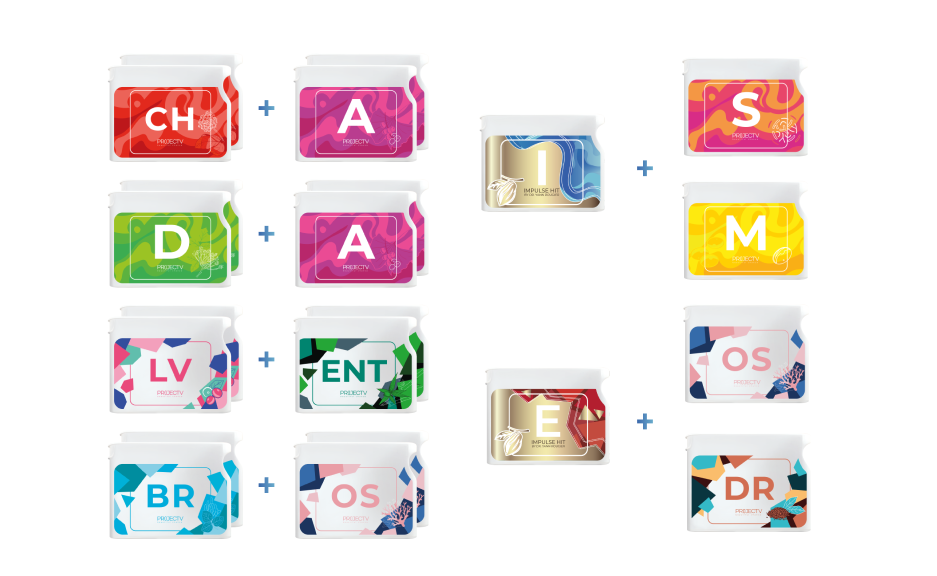 CH
PROJECTV
+
A
PROJECTV
D
PROJECTV
+
A
PROJECTV
LV
PROJECTV
+
ENT
PROJECTV
BR
PROJECTV
+
OS
PROJECTV
I
IMPULSE HIT
+
S
PROJECTV
M
PROJECTV
E
IMPULSE HIT
+
OS
PROJECTV
DR
PROJECTV